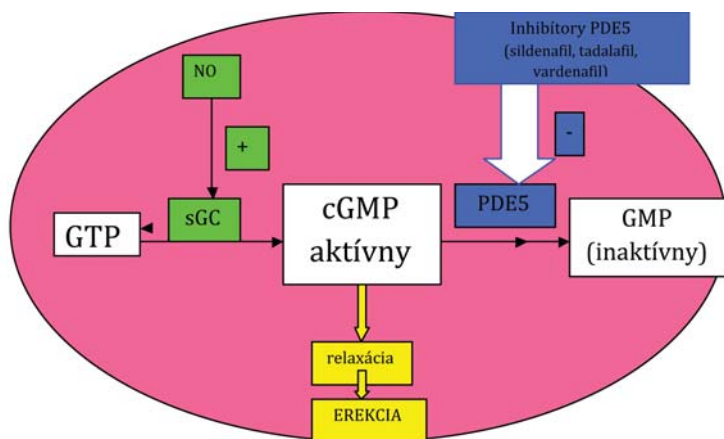 Inhibítory PDE5
(sildenafil, tadalafil,
vardenafil)
NO
+
-
sGC
PDE5
GTP
cGMP
aktívny
GMP
(inaktívny)
relaxácia
EREKCIA